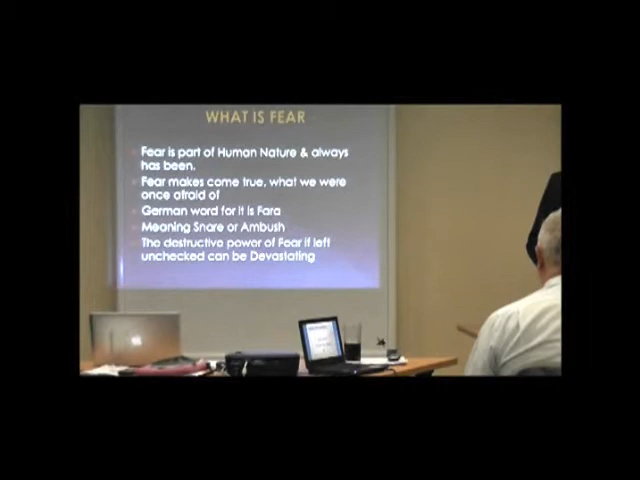 WHAT IS FEAR
Fear is part of Human Nature & always
has been.
Fear makes come true, what we were
once afraid of
German word for it is Fara
Meaning Snare or Ambush
The destructive power of Fear if left
unchecked can be Devastating